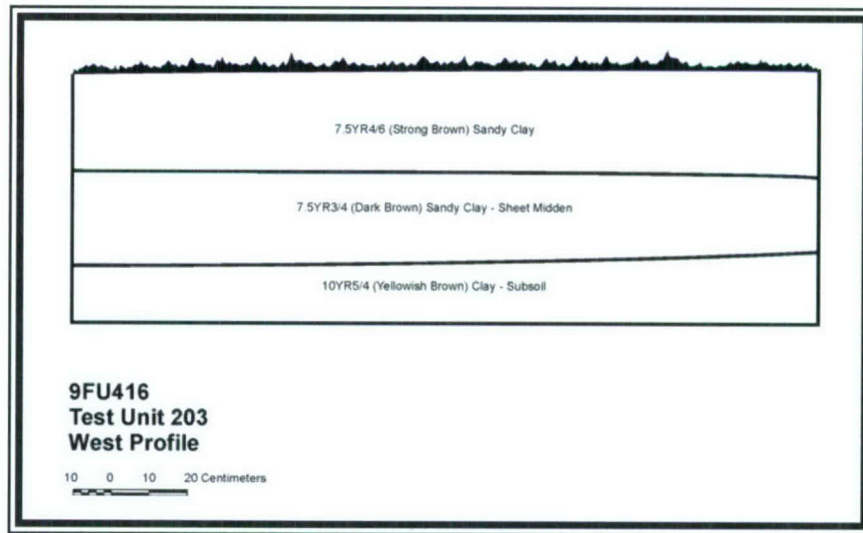 7.5YR4/6 (Strong Brown) Sandy Clay
7.5YR3/4 (Dark Brown) Sandy Clay - Sheet Midden
10YR5/4 (Yellowish Brown) Clay - Subsoil
9FU416
Test Unit 203
West Profile
10 0 10 20 Centimeters